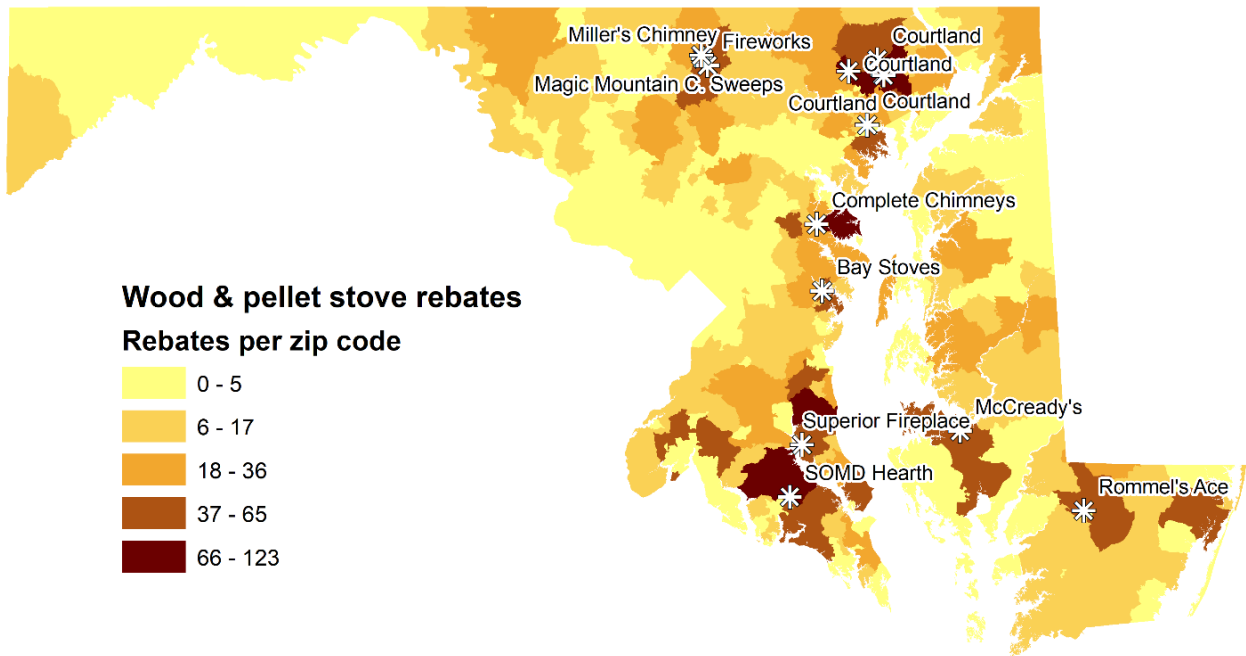 Miller's Chimney
Fireworks
Courtland
Courtland
Magic Mountain C. Sweeps
Courtland
Courtland
Complete Chimneys
Bay Stoves
Wood & pellet stove rebates
Rebates per zip code
0 - 5
6 - 17
18 - 36
37 - 65
66 - 123
McCready's
Superior Fireplace
SOMD Hearth
Rommel's Ace